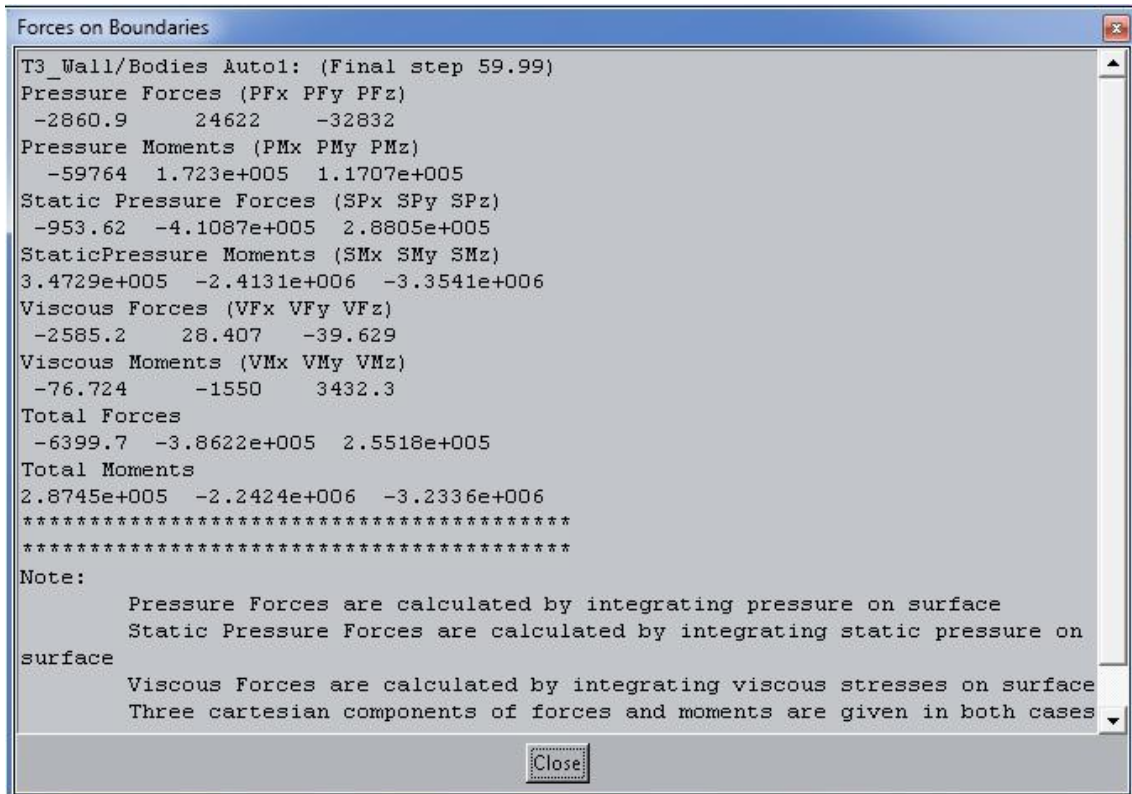 Forces on Boundaries
T3_Wall/Bodies Auto1: (Final step 59.99)
Pressure Forces (PFx PFy PFz)
-2860.9 24622 -32832
Pressure Moments (PMx PMy PMz)
-59764 1.723e+005 1.1707e+005
Static Pressure Forces (SPx SPy SPz)
-953.62 -4.1087e+005 2.8805e+005
StaticPressure Moments (SMx SMy SMz)
3.4729e+005 -2.4131e+006 -3.3541e+006
Viscous Forces (VFx VFy VFz)
-2585.2 28.407 -39.629
Viscous Moments (VMx VMy VMz)
-76.724 -1550 3432.3
Total Forces
-6399.7 -3.8622e+005 2.5518e+005
Total Moments
2.8745e+005 -2.2424e+006 -3.2336e+006
*****************************************
*****************************************
Note:
Pressure Forces are calculated by integrating pressure on surface
Static Pressure Forces are calculated by integrating static pressure on
surface
Viscous Forces are calculated by integrating viscous stresses on surface
Three cartesian components of forces and moments are given in both cases
Close